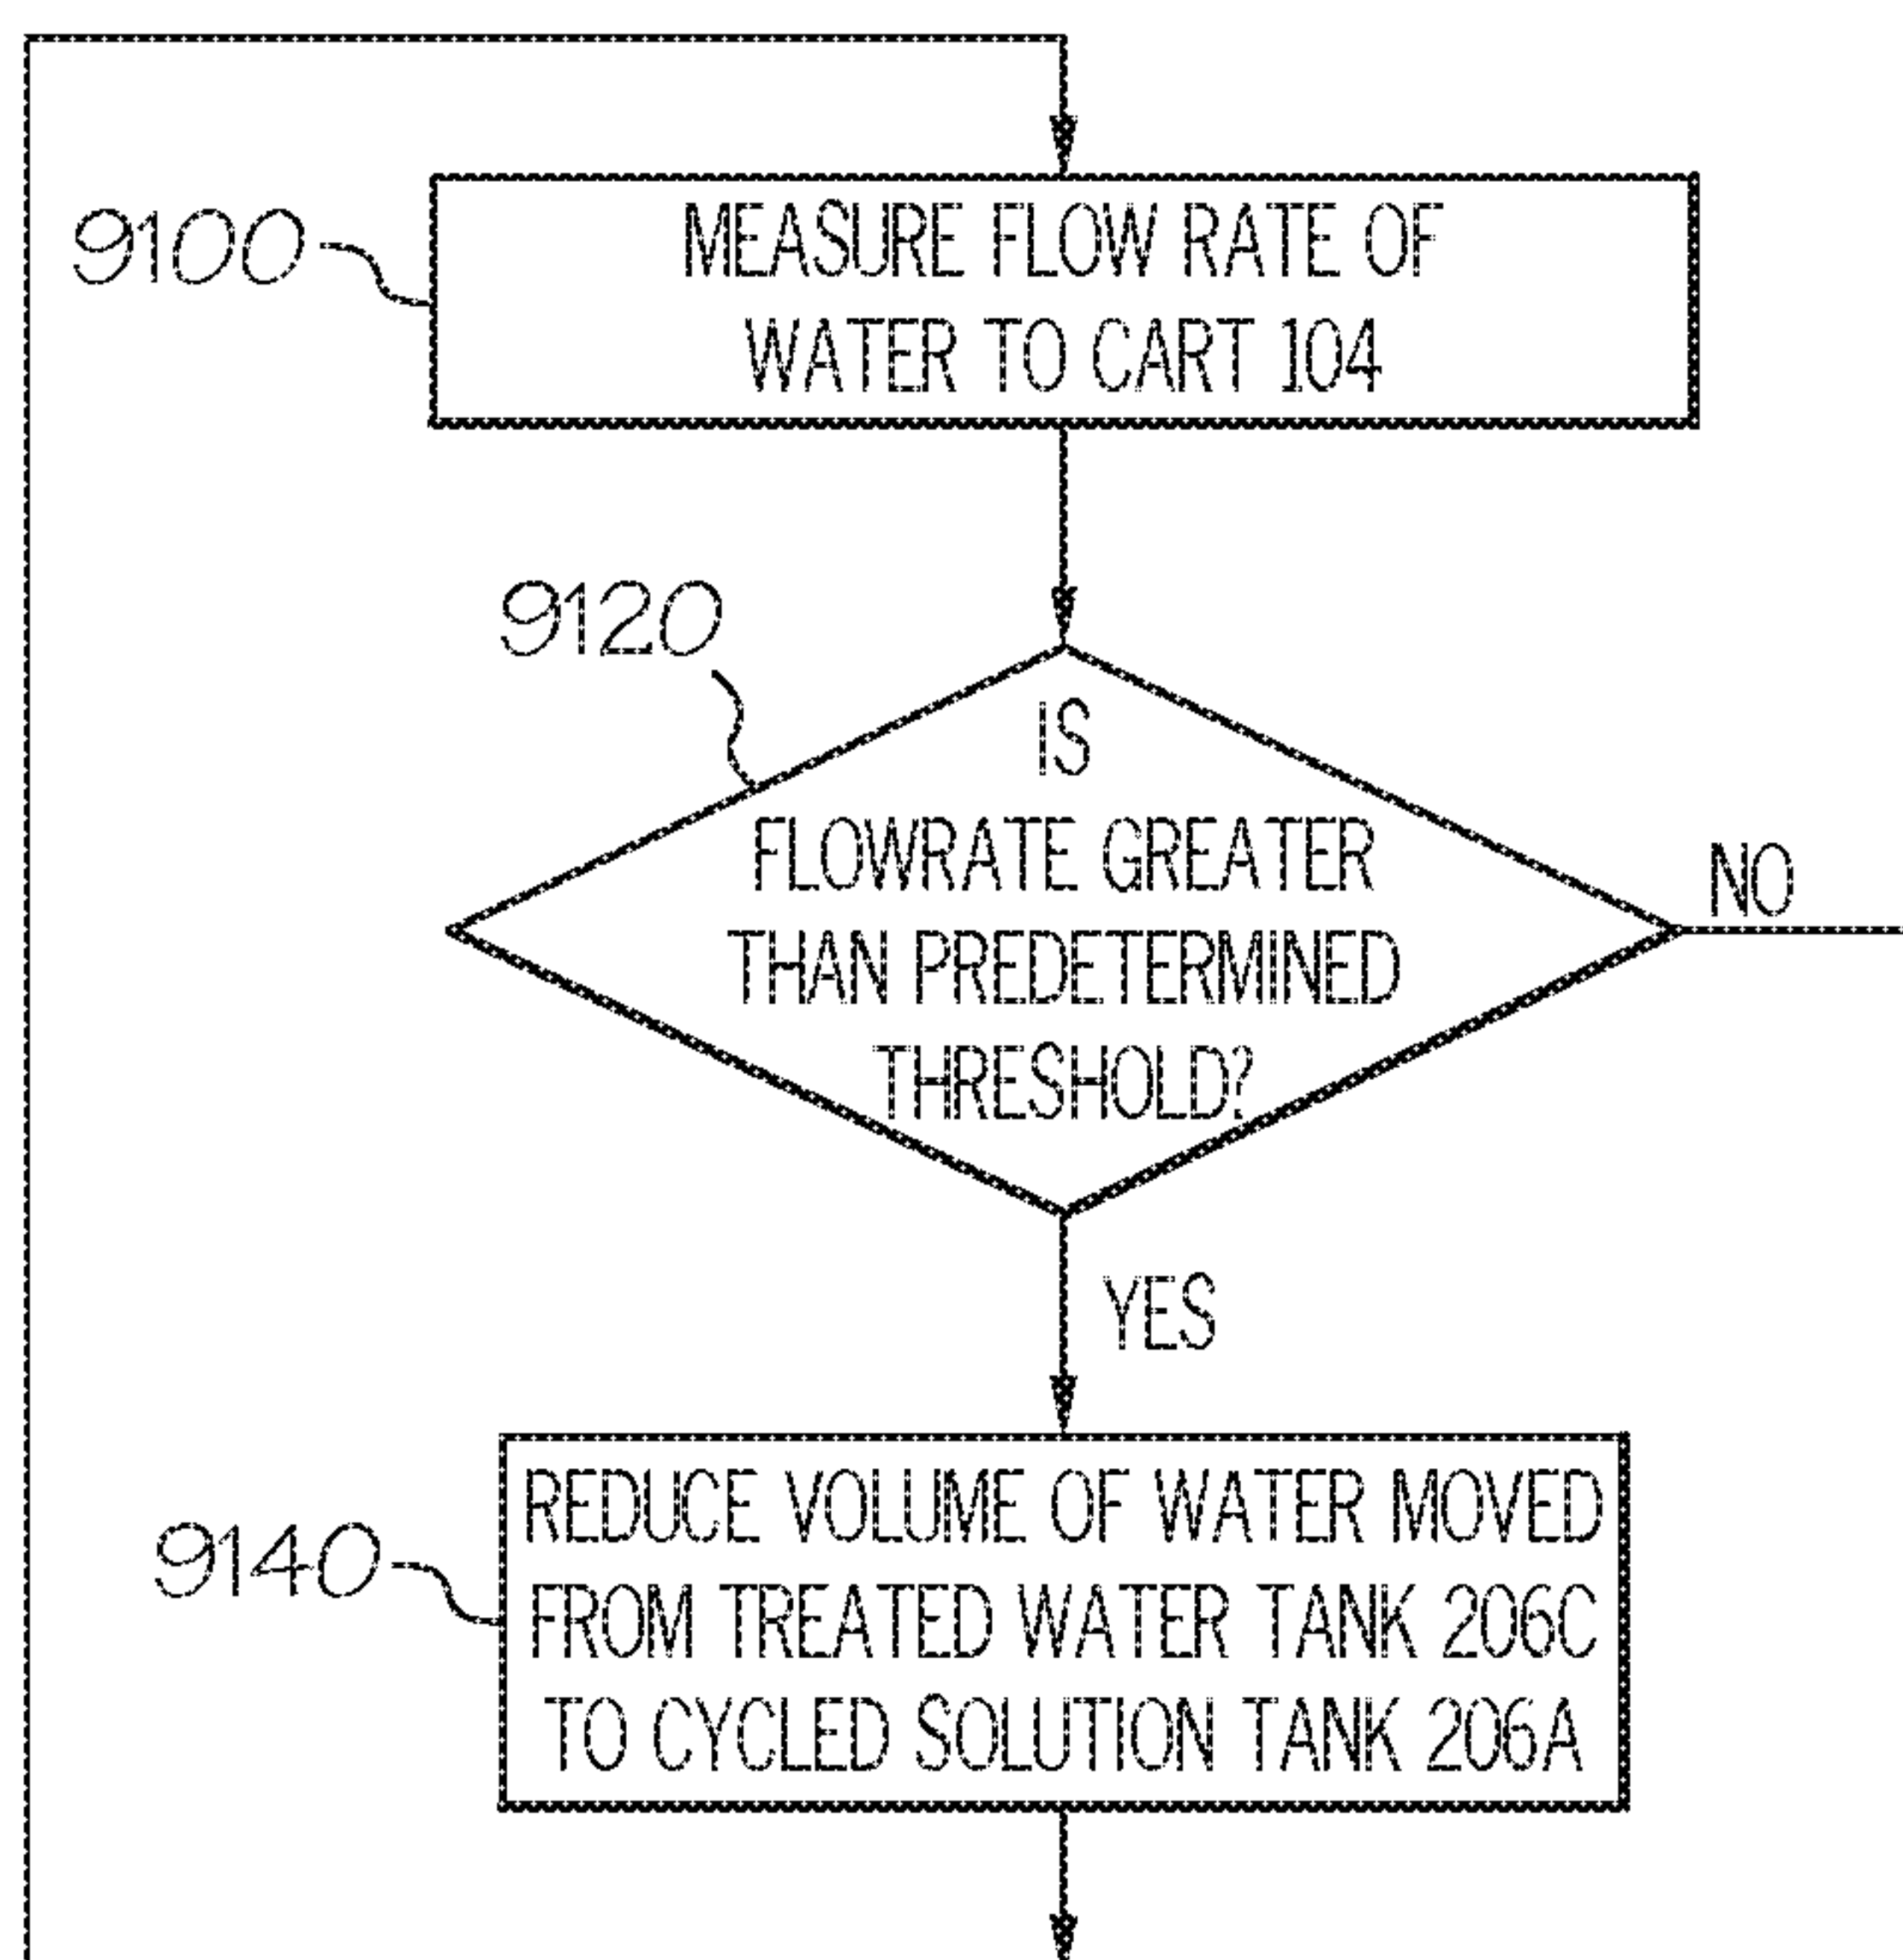 9100
MEASURE FLOW RATE OF
WATER TO CART 104
9120
IS
FLOWRATE GREATER
THAN PREDETERMINED
THRESHOLD?
NO
YES
9140
REDUCE VOLUME OF WATER MOVED
FROM TREATED WATER TANK 206C
TO CYCLED SOLUTION TANK 206A